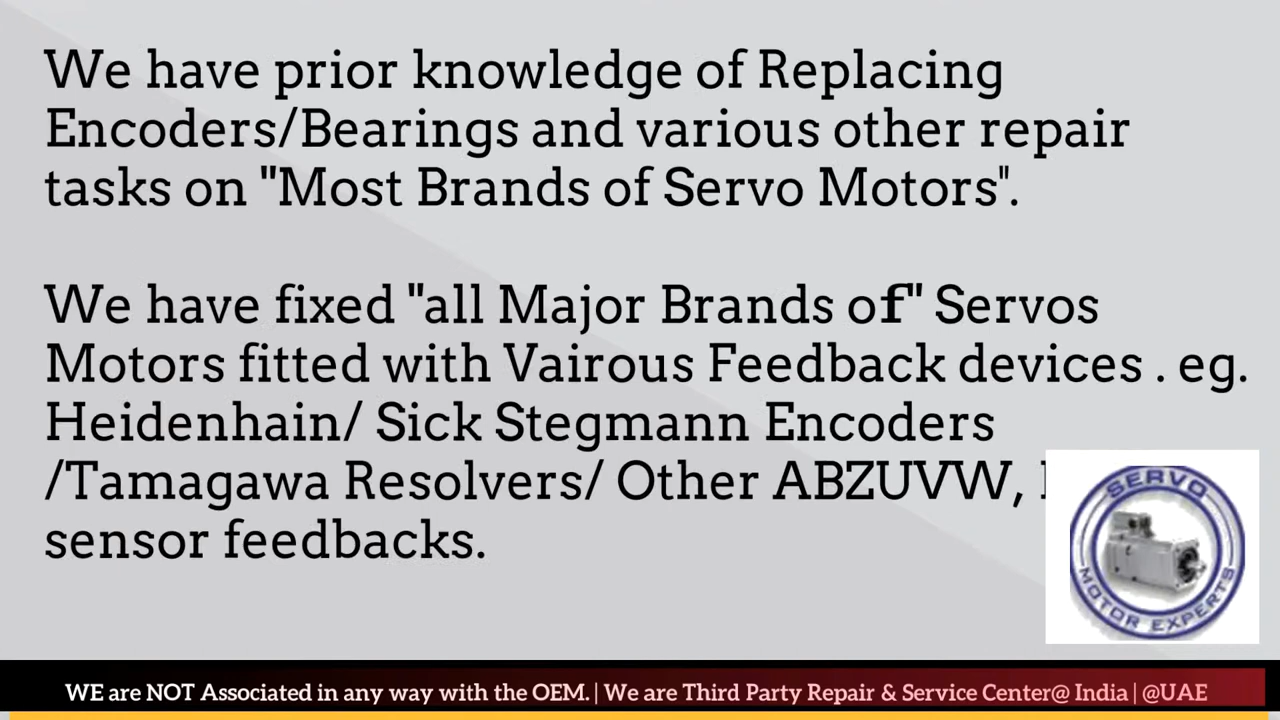 We have prior knowledge of Replacing
Encoders/Bearings and various other repair
tasks on "Most Brands of Servo Motors".
We have fixed "all Major Brands of" Servos
Motors fitted with Vairous Feedback devices . eg.
Heidenhain/ Sick Stegmann Encoders
/Tamagawa Resolvers/ Other ABZUVW,
sensor feedbacks.
SERVO
MOTOR EXPERTS
WE are NOT Associated in any way with the OEM. | We are Third Party Repair & Service Center@ India | @UAE